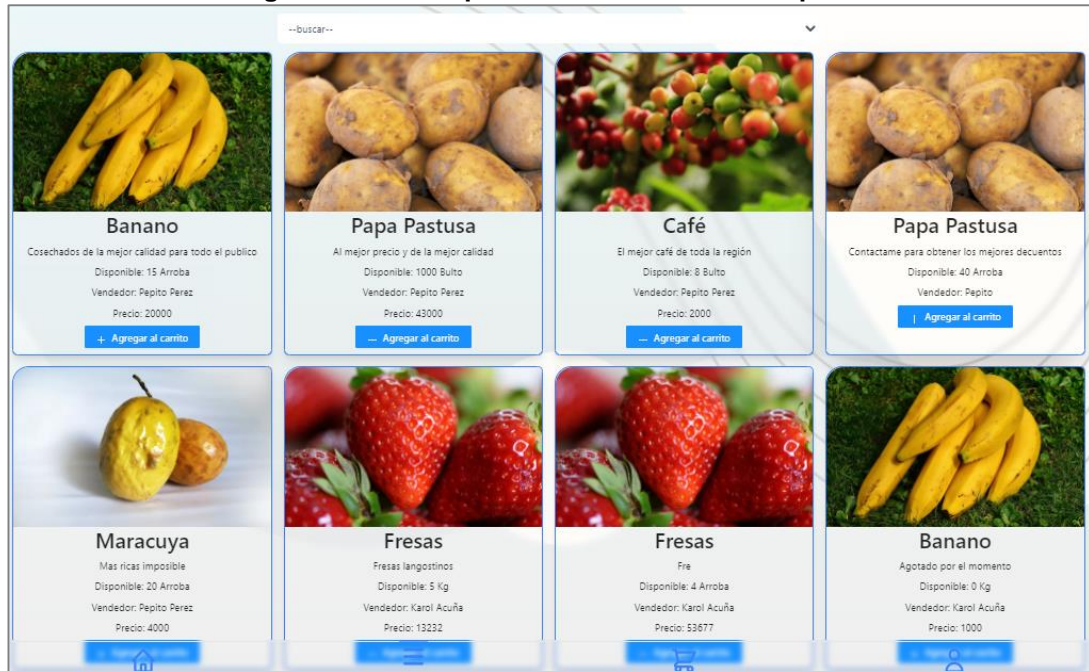 --buscar--
Banano
Cosechados de la mejor calidad para todo el publico
Disponible: 15 Arroba
Vendedor: Pepito Perez
Precio: 20000
+ Agregar al carrito
Papa Pastusa
Al mejor precio y de la mejor calidad
Disponible: 1000 Bulto
Vendedor: Pepito Perez
Precio: 43000
— Agregar al carrito
Café
El mejor café de toda la región
Disponible: 8 Bulto
Vendedor: Pepito Perez
Precio: 2000
— Agregar al carrito
Papa Pastusa
Contactame para obtener los mejores decuentos
Disponible: 40 Arroba
Vendedor: Pepito
| Agregar al carrito
Maracuya
Mas ricas imposible
Disponible: 20 Arroba
Vendedor: Pepito Perez
Precio: 4000
Fresas
Fresas langostinos
Disponible: 5 Kg
Vendedor: Karol Acuña
Precio: 13232
Fresas
Fre
Disponible: 4 Arroba
Vendedor: Karol Acuña
Precio: 53677
Banano
Agotado por el momento
Disponible: 0 Kg
Vendedor: Karol Acuña
Precio: 1000